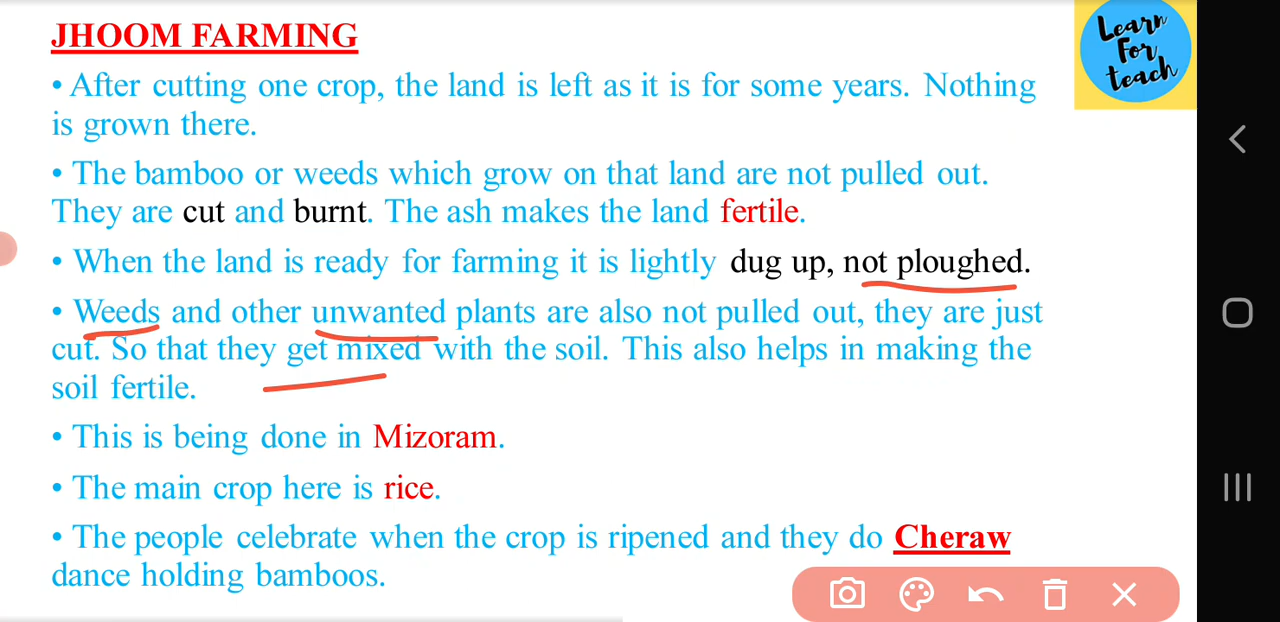 JHOOM FARMING
• After cutting one crop, the land is left as it is for some years. Nothing
is grown there.
• The bamboo or weeds which grow on that land are not pulled out.
They are cut and burnt. The ash makes the land fertile.
• When the land is ready for farming it is lightly dug up, not ploughed.
• Weeds and other unwanted plants are also not pulled out, they are just
cut. So that they get mixed with the soil. This also helps in making the
soil fertile.
• This is being done in Mizoram.
• The main crop here is rice.
• The people celebrate when the crop is ripened and they do Cheraw
dance holding bamboos.
Learn
For
teach